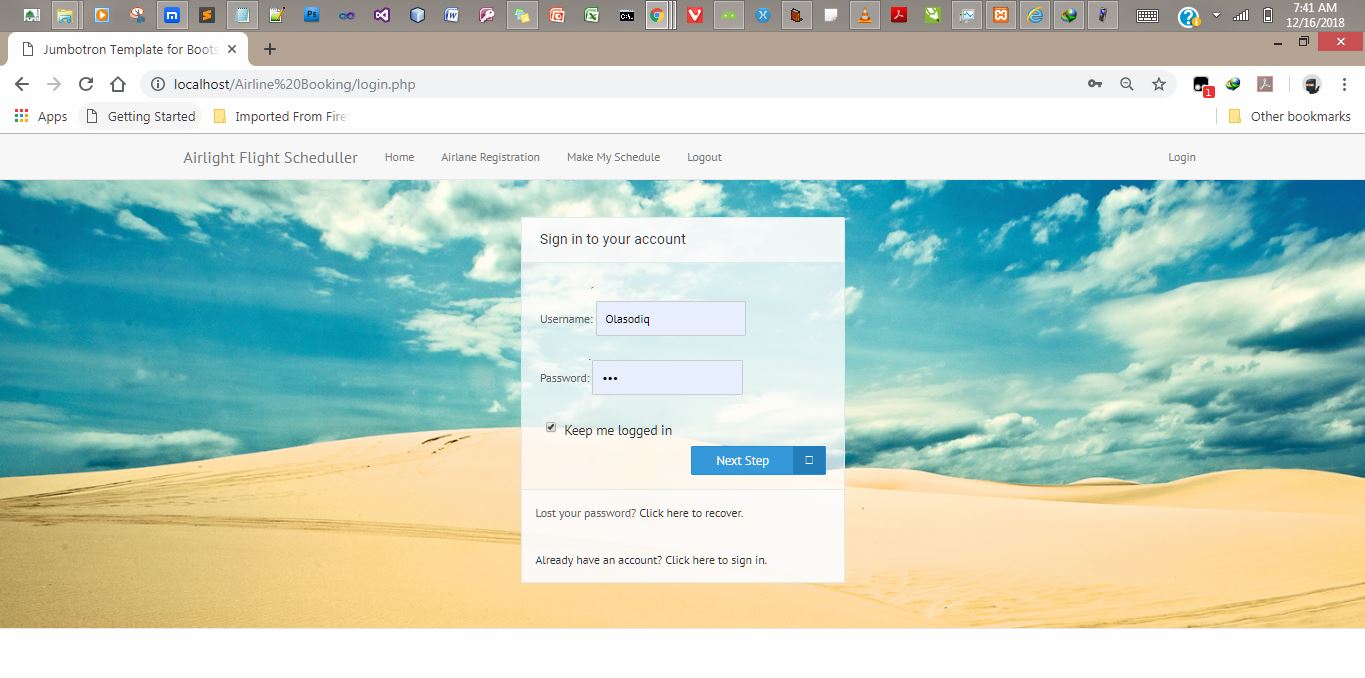 7:41 AM
12/16/2018
Jumbotron Template for Boots
localhost/Airline%20Booking/login.php
1
Apps Getting Started Imported From Fire Other bookmarks
Airlight Flight Scheduller Home Airlane Registration Make My Schedule Logout Login
Sign in to your account
Username: Olasodiq
Password: •••
Keep me logged in
Next Step
Lost your password? Click here to recover.
Already have an account? Click here to sign in.